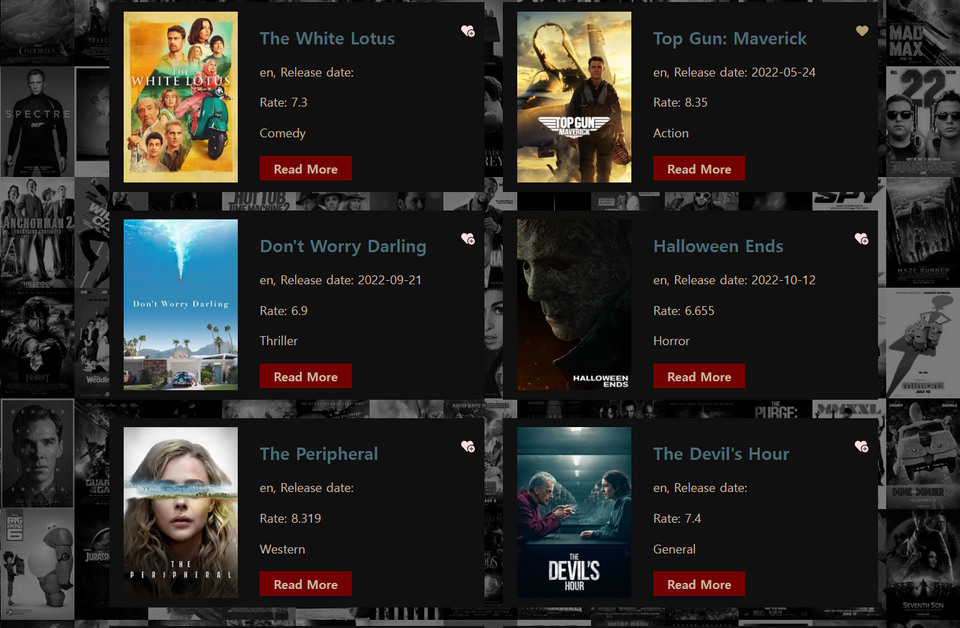 The White Lotus
en, Release date:
Rate: 7.3
Comedy
Read More
THE
WHITE LOTUS
Top Gun: Maverick
en, Release date: 2022-05-24
Rate: 8.35
Action
Read More
TOP GUN
MAVERICK
Don't Worry Darling
en, Release date: 2022-09-21
Rate: 6.9
Thriller
Read More
Don't Worry Darling
Halloween Ends
en, Release date: 2022-10-12
Rate: 6.655
Horror
Read More
HALLOWEEN
ENDS
The Peripheral
en, Release date:
Rate: 8.319
Western
Read More
THE
PERIPHERAL
The Devil's Hour
en, Release date:
Rate: 7.4
General
Read More
THE
DEVIL'S
HOUR
SPECTRE
007
ANCHORMAN 2
MAD
MAX
22
MAZE RUNNER
DUMB DUMBER
SEVENTH SON
BIG
HERO
6
THE
PURGE:
MMXXL
HOT TUB
SPY